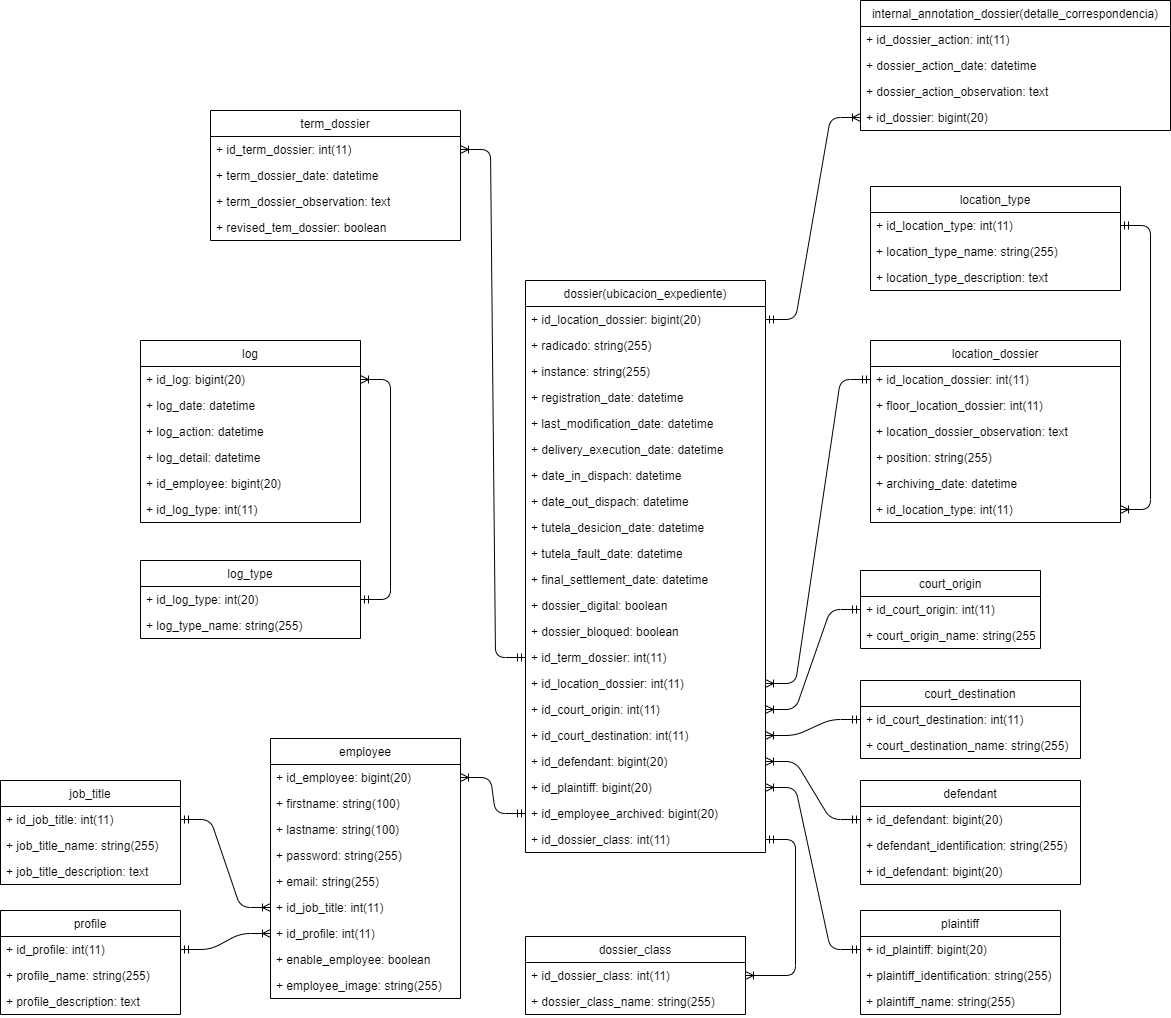 internal_annotation_dossier(detalle_correspondencia)
+ id_dossier_action: int(11)
+ dossier_action_date: datetime
+ dossier_action_observation: text
+ id_dossier: bigint(20)
term_dossier
+ id_term_dossier: int(11)
+ term_dossier_date: datetime
+ term_dossier_observation: text
+ revised_tem_dossier: boolean
location_type
+ id_location_type: int(11)
+ location_type_name: string(255)
+ location_type_description: text
dossier(ubicacion_expediente)
+ id_location_dossier: bigint(20)
+ radicado: string(255)
+ instance: string(255)
+ registration_date: datetime
+ last_modification_date: datetime
+ delivery_execution_date: datetime
+ date_in_dispach: datetime
+ date_out_dispach: datetime
+ tutela_desicion_date: datetime
+ tutela_fault_date: datetime
+ final_settlement_date: datetime
+ dossier_digital: boolean
+ dossier_bloqued: boolean
+ id_term_dossier: int(11)
+ id_location_dossier: int(11)
+ id_court_origin: int(11)
+ id_court_destination: int(11)
+ id_defendant: bigint(20)
+ id_plaintiff: bigint(20)
+ id_employee_archived: bigint(20)
+ id_dossier_class: int(11)
log
+ id_log: bigint(20)
+ log_date: datetime
+ log_action: datetime
+ log_detail: datetime
+ id_employee: bigint(20)
+ id_log_type: int(11)
location_dossier
+ id_location_dossier: int(11)
+ floor_location_dossier: int(11)
+ location_dossier_observation: text
+ position: string(255)
+ archiving_date: datetime
+ id_location_type: int(11)
log_type
+ id_log_type: int(20)
+ log_type_name: string(255)
court_origin
+ id_court_origin: int(11)
+ court_origin_name: string(255
court_destination
+ id_court_destination: int(11)
+ court_destination_name: string(255)
employee
+ id_employee: bigint(20)
+ firstname: string(100)
+ lastname: string(100)
+ password: string(255)
+ email: string(255)
+ id_job_title: int(11)
+ id_profile: int(11)
+ enable_employee: boolean
+ employee_image: string(255)
job_title
+ id_job_title: int(11)
+ job_title_name: string(255)
+ job_title_description: text
defendant
+ id_defendant: bigint(20)
+ defendant_identification: string(255)
+ id_defendant: bigint(20)
profile
+ id_profile: int(11)
+ profile_name: string(255)
+ profile_description: text
plaintiff
+ id_plaintiff: bigint(20)
+ plaintiff_identification: string(255)
+ plaintiff_name: string(255)
dossier_class
+ id_dossier_class: int(11)
+ dossier_class_name: string(255)